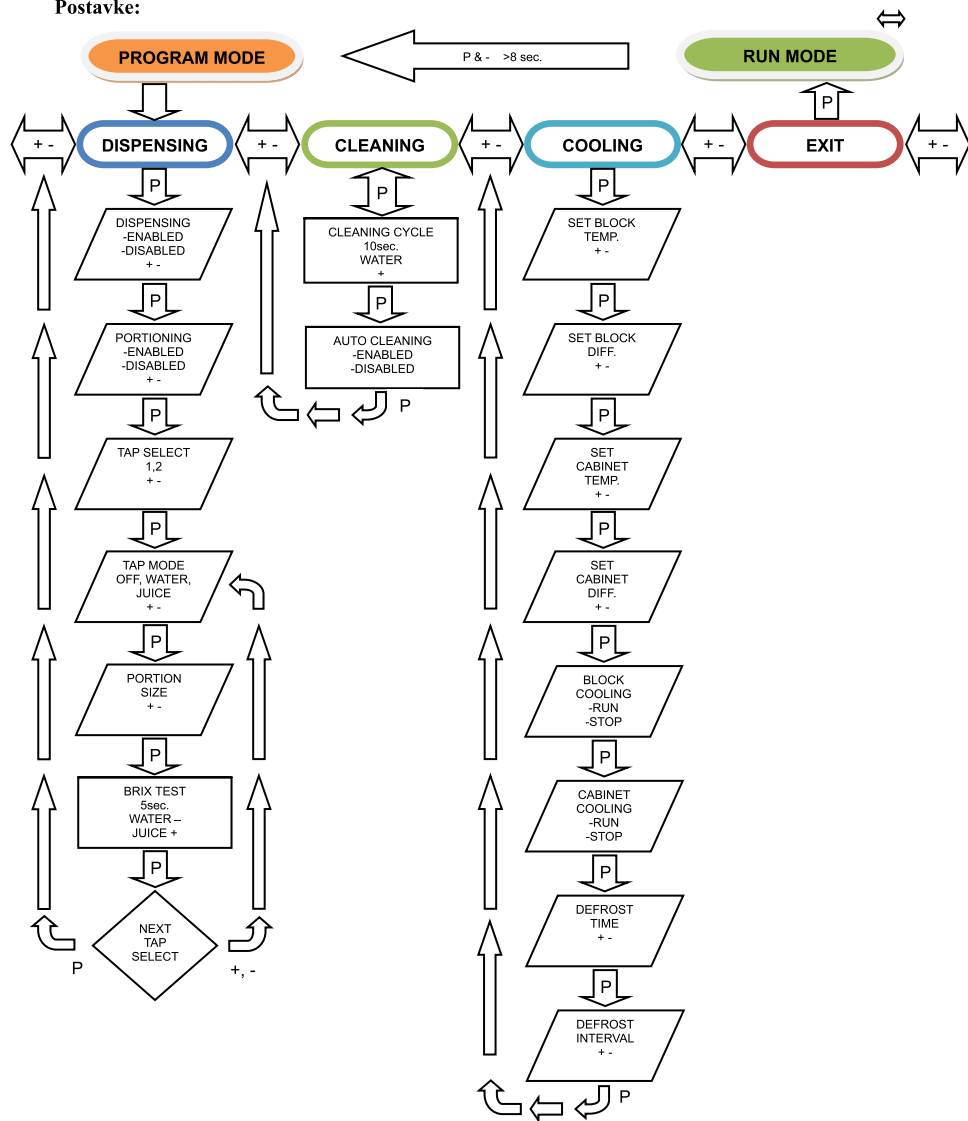 Postavke:
PROGRAM MODE
P & - >8 sec.
RUN MODE
P
+ -
DISPENSING
+ -
CLEANING
+ -
COOLING
+ -
EXIT
+ -
P
DISPENSING
-ENABLED
-DISABLED
+ -
P
PORTIONING
-ENABLED
-DISABLED
+ -
P
TAP SELECT
1,2
+ -
P
TAP MODE
OFF, WATER,
JUICE
+ -
P
PORTION
SIZE
+ -
P
BRIX TEST
5sec.
WATER –
JUICE +
P
NEXT
TAP
SELECT
P
+, -
P
CLEANING CYCLE
10sec.
WATER
+
P
AUTO CLEANING
-ENABLED
-DISABLED
P
P
SET BLOCK
TEMP.
+ -
P
SET BLOCK
DIFF.
+ -
P
SET
CABINET
TEMP.
+ -
P
SET
CABINET
DIFF.
+ -
P
BLOCK
COOLING
-RUN
-STOP
P
CABINET
COOLING
-RUN
-STOP
P
DEFROST
TIME
+ -
P
DEFROST
INTERVAL
+ -
P